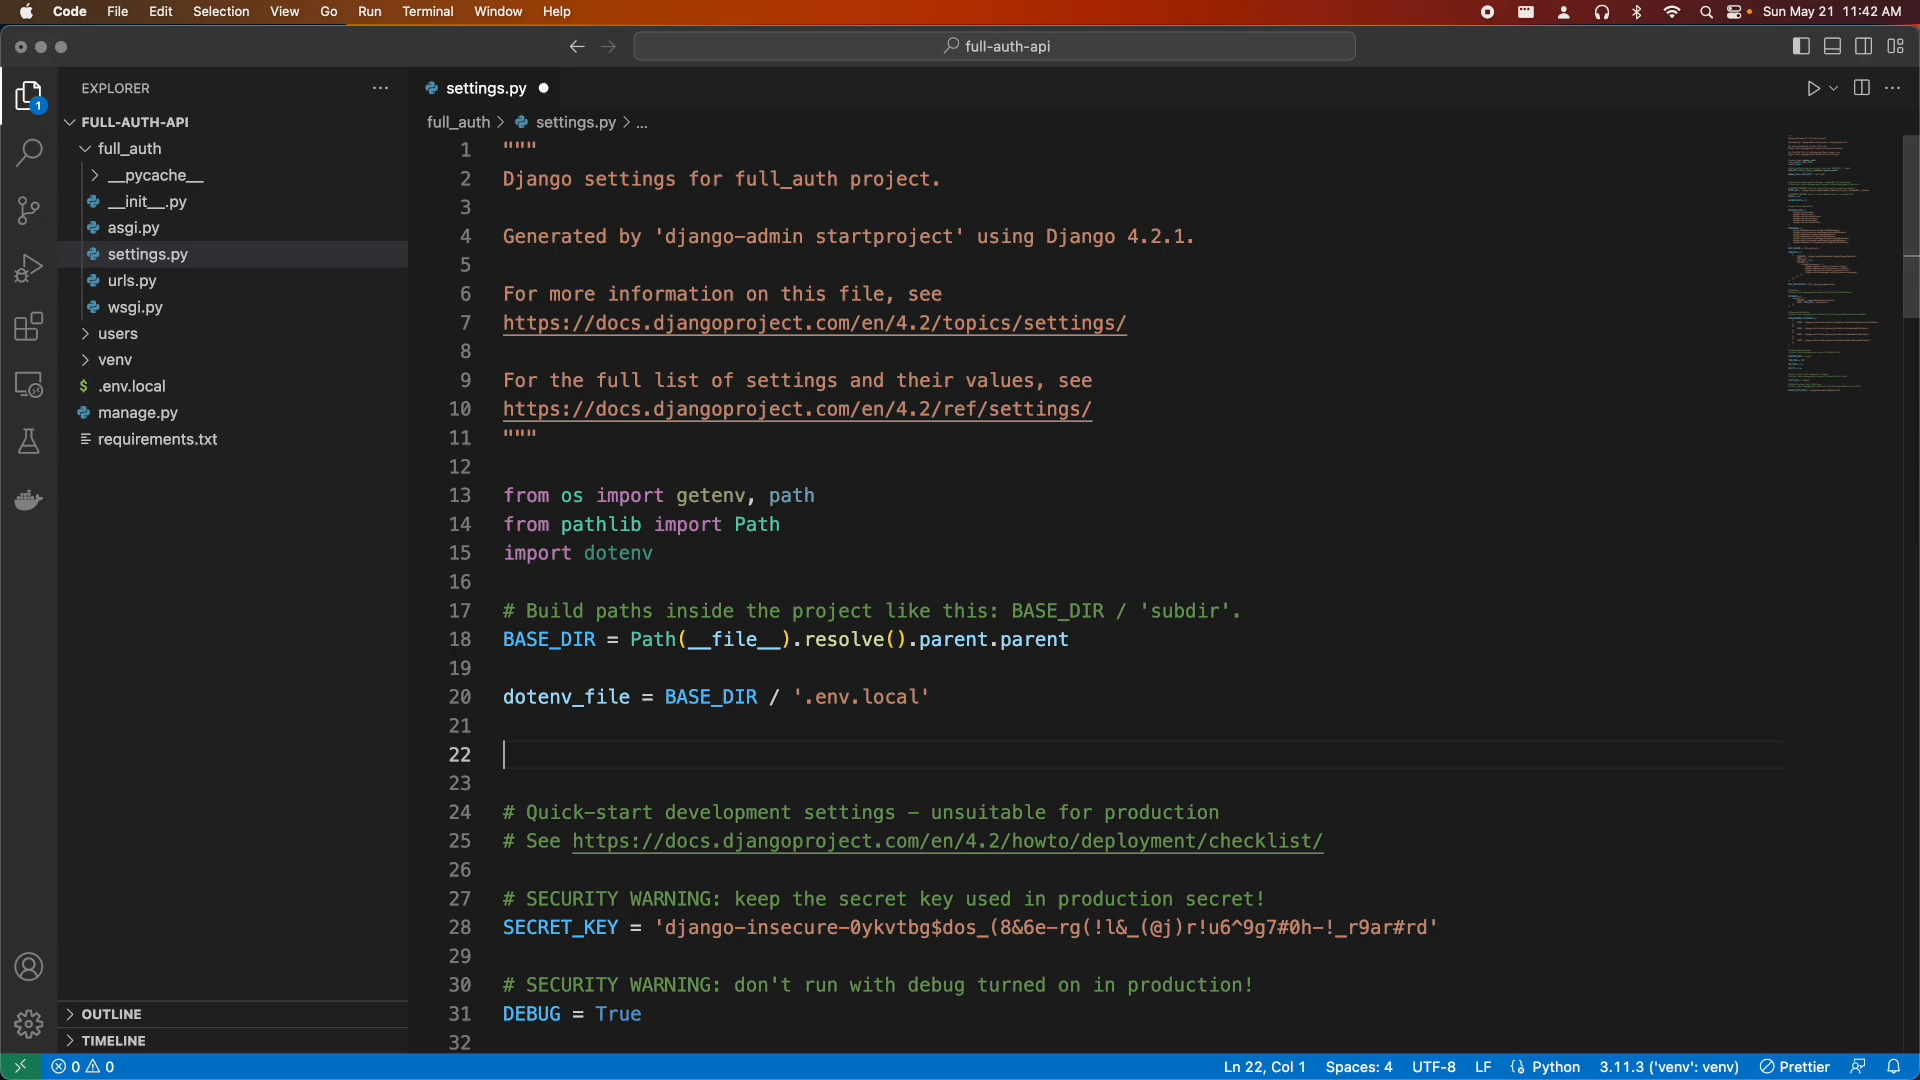 Code File Edit Selection View Go Run Terminal Window Help Sun May 21 11:42 AM
full-auth-api
EXPLORER
FULL-AUTH-API
full_auth
__pycache__
__init__.py
asgi.py
settings.py
urls.py
wsgi.py
users
venv
$ .env.local
manage.py
requirements.txt
OUTLINE
TIMELINE
1
settings.py
full_auth > settings.py > ...
1 """
2 Django settings for full_auth project.
3
4 Generated by 'django-admin startproject' using Django 4.2.1.
5
6 For more information on this file, see
7 https://docs.djangoproject.com/en/4.2/topics/settings/
8
9 For the full list of settings and their values, see
10 https://docs.djangoproject.com/en/4.2/ref/settings/
11 """
12
13 from os import getenv, path
14 from pathlib import Path
15 import dotenv
16
17 # Build paths inside the project like this: BASE_DIR / 'subdir'.
18 BASE_DIR = Path(__file__).resolve().parent.parent
19
20 dotenv_file = BASE_DIR / '.env.local'
21
22
23
24 # Quick-start development settings - unsuitable for production
25 # See https://docs.djangoproject.com/en/4.2/howto/deployment/checklist/
26
27 # SECURITY WARNING: keep the secret key used in production secret!
28 SECRET_KEY = 'django-insecure-0ykvtbg$dos_(8&6e-rg(!l&_(@j)r!u6^9g7#0h-!_r9ar#rd'
29
30 # SECURITY WARNING: don't run with debug turned on in production!
31 DEBUG = True
32
0 0 Ln 22, Col 1 Spaces: 4 UTF-8 LF Python 3.11.3 ('venv': venv) Prettier